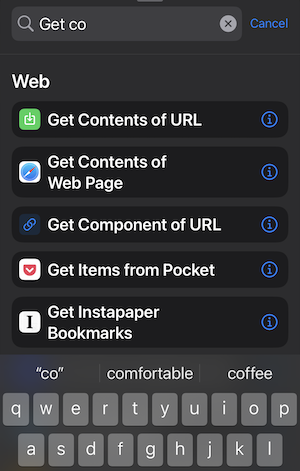 Get co
Cancel
Web
Get Contents of URL
Get Contents of
Web Page
Get Component of URL
Get Items from Pocket
I
Get Instapaper
Bookmarks
“co”
comfortable
coffee
q w e r t y u i o p
a s d f g h j k l